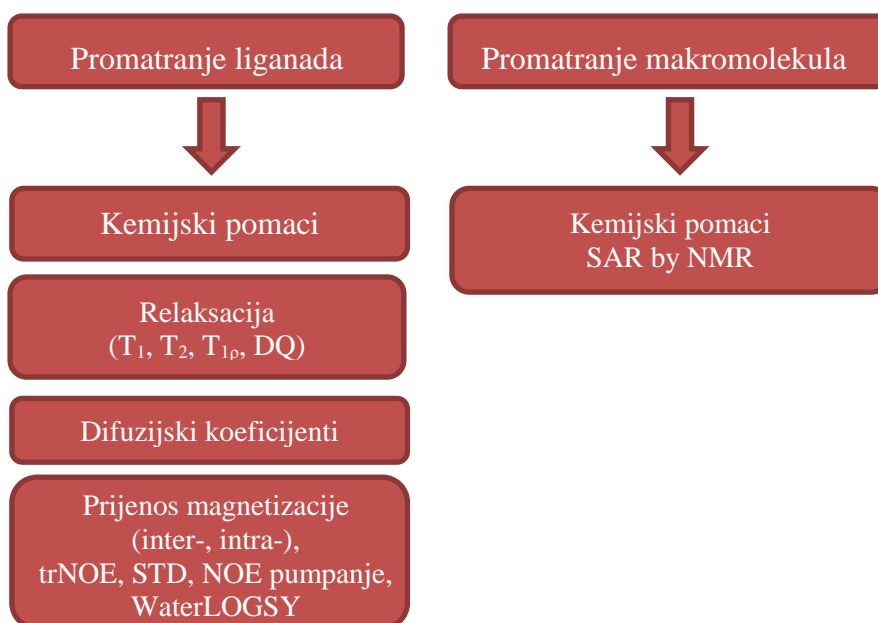 Promatranje liganada
Kemijski pomaci
Relaksacija
(T₁, T₂, T₁ρ, DQ)
Difuzijski koeficijenti
Prijenos magnetizacije
(inter-, intra-),
trNOE, STD, NOE pumpanje,
WaterLOGSY
Promatranje makromolekula
Kemijski pomaci
SAR by NMR